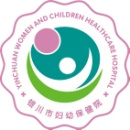 YINCHUAN WOMEN AND CHILDREN HEALTHCARE HOSPITAL
银川市妇幼保健院